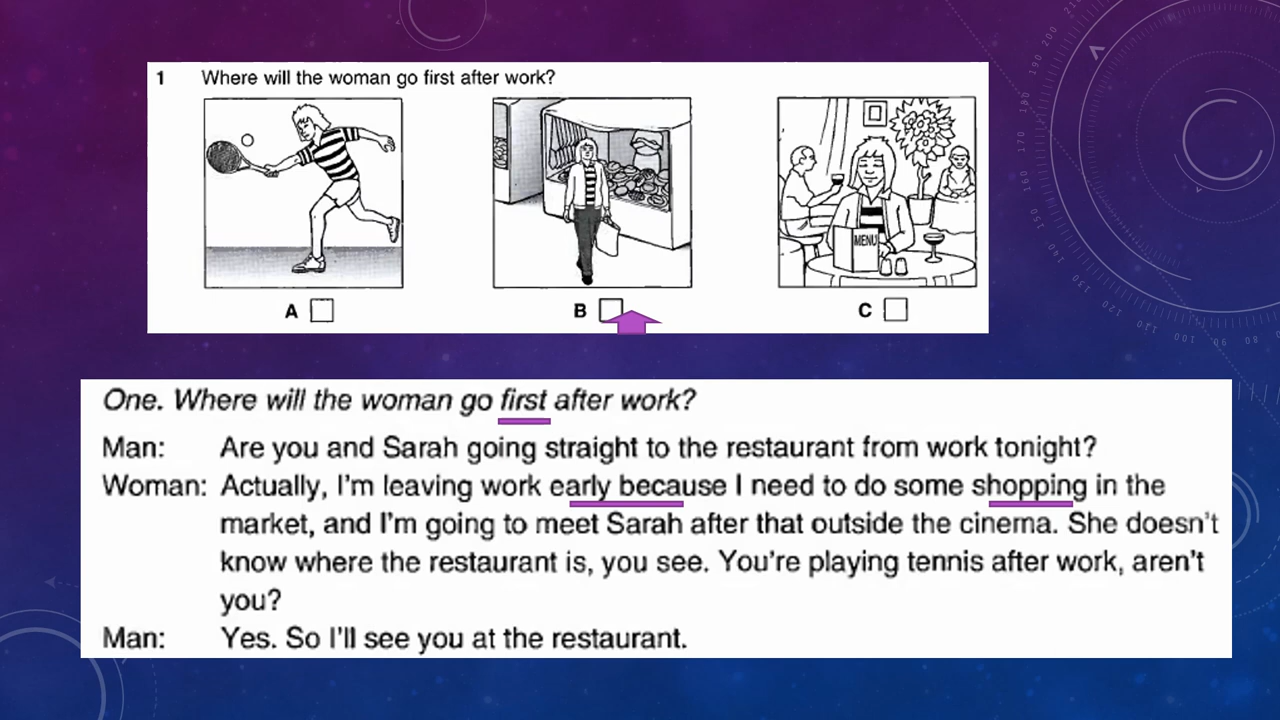 1 Where will the woman go first after work?
MENU
A B C
One. Where will the woman go first after work?
Man: Are you and Sarah going straight to the restaurant from work tonight?
Woman: Actually, I'm leaving work early because I need to do some shopping in the
market, and I'm going to meet Sarah after that outside the cinema. She doesn't
know where the restaurant is, you see. You're playing tennis after work, aren't
you?
Man: Yes. So I'll see you at the restaurant.